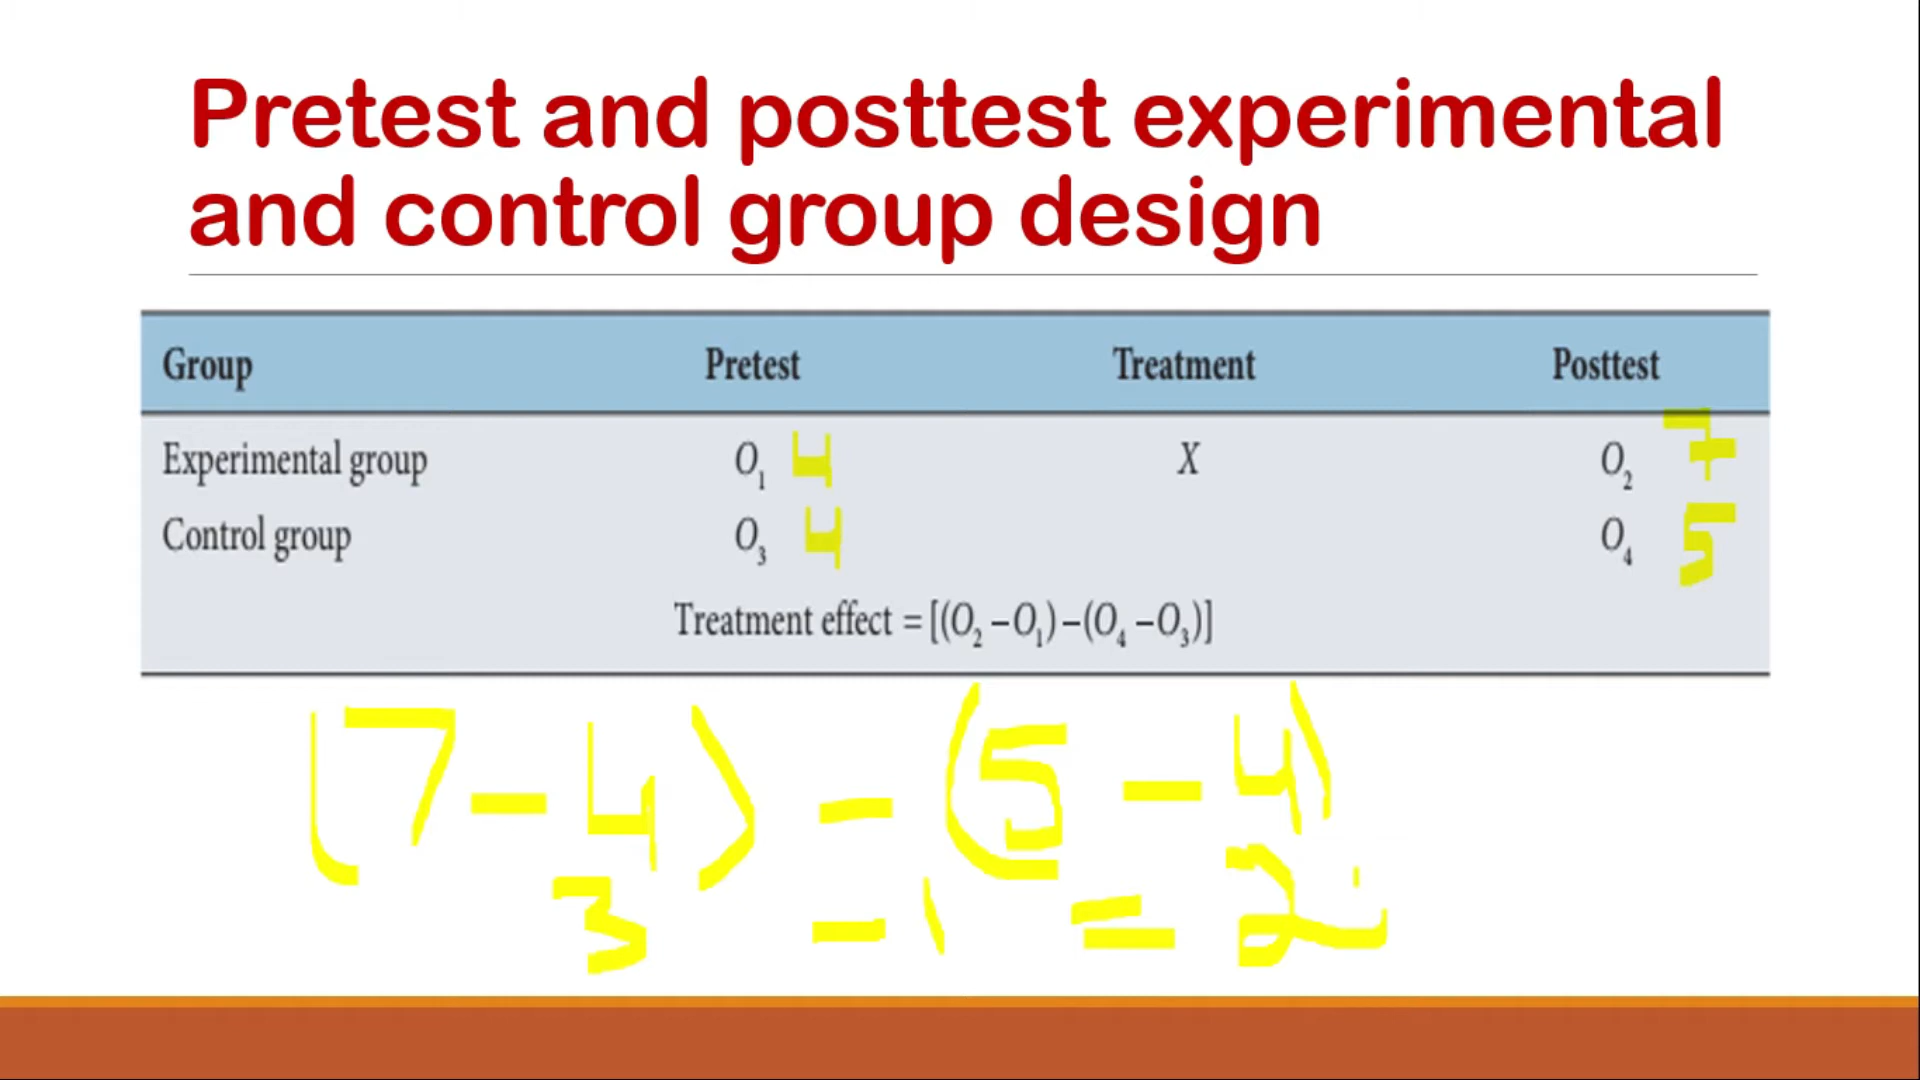 Pretest and posttest experimental
and control group design
Group Pretest Treatment Posttest
Experimental group O₁ 4 X O₂ 7
Control group O₃ 4 O₄ 5
Treatment effect = [(O₂ – O₁) – (O₄ – O₃)]
(7 - 4) - (5 - 4)
3 - 1 = 2